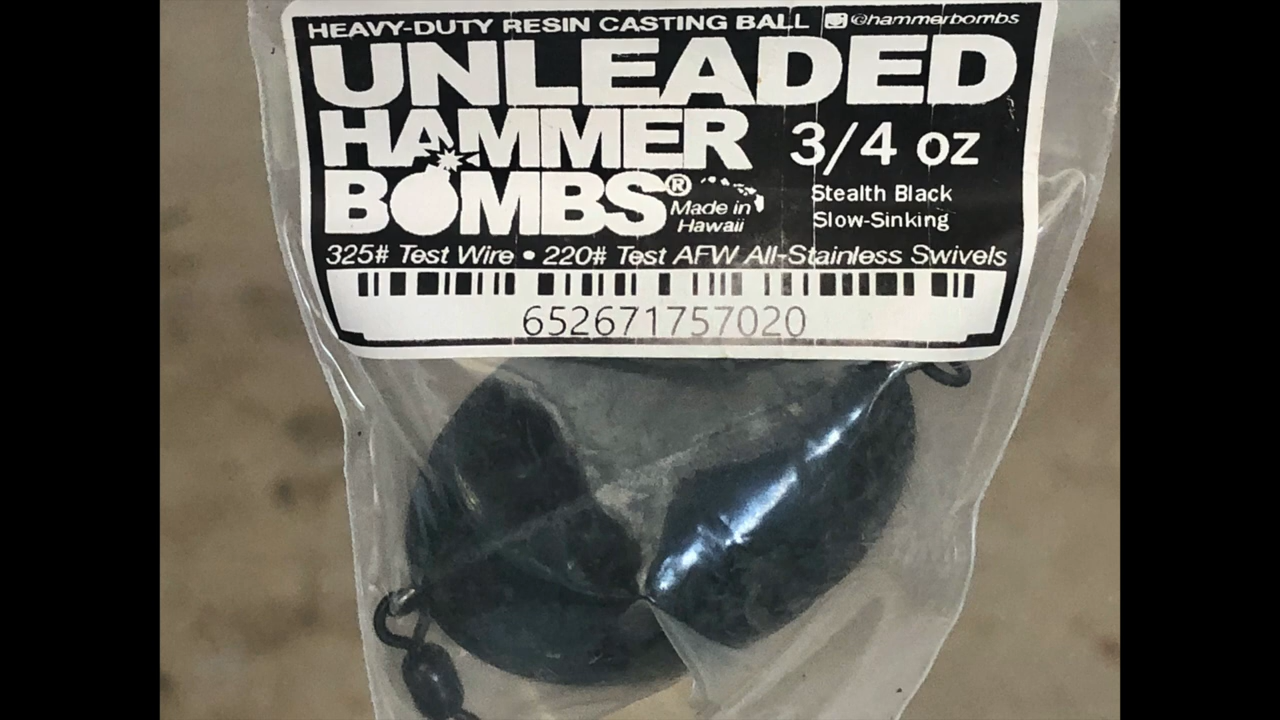 HEAVY-DUTY RESIN CASTING BALL @hammerbombs
UNLEADED
HAMMER
BOMBS®
3/4 oz
Made in
Hawaii
Stealth Black
Slow-Sinking
325# Test Wire • 220# Test AFW All-Stainless Swivels
652671757020